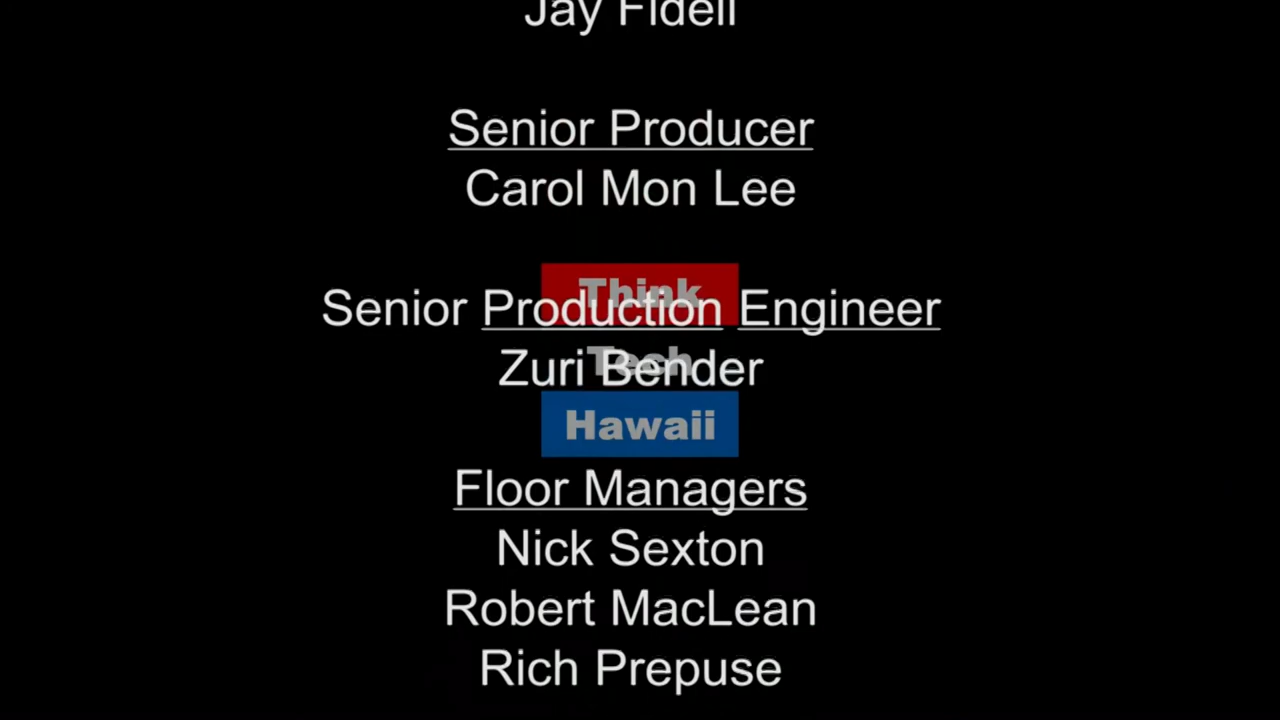 Jay Fidell
Senior Producer
Carol Mon Lee
Think
Senior Production Engineer
Tech
Zuri Bender
Hawaii
Floor Managers
Nick Sexton
Robert MacLean
Rich Prepuse